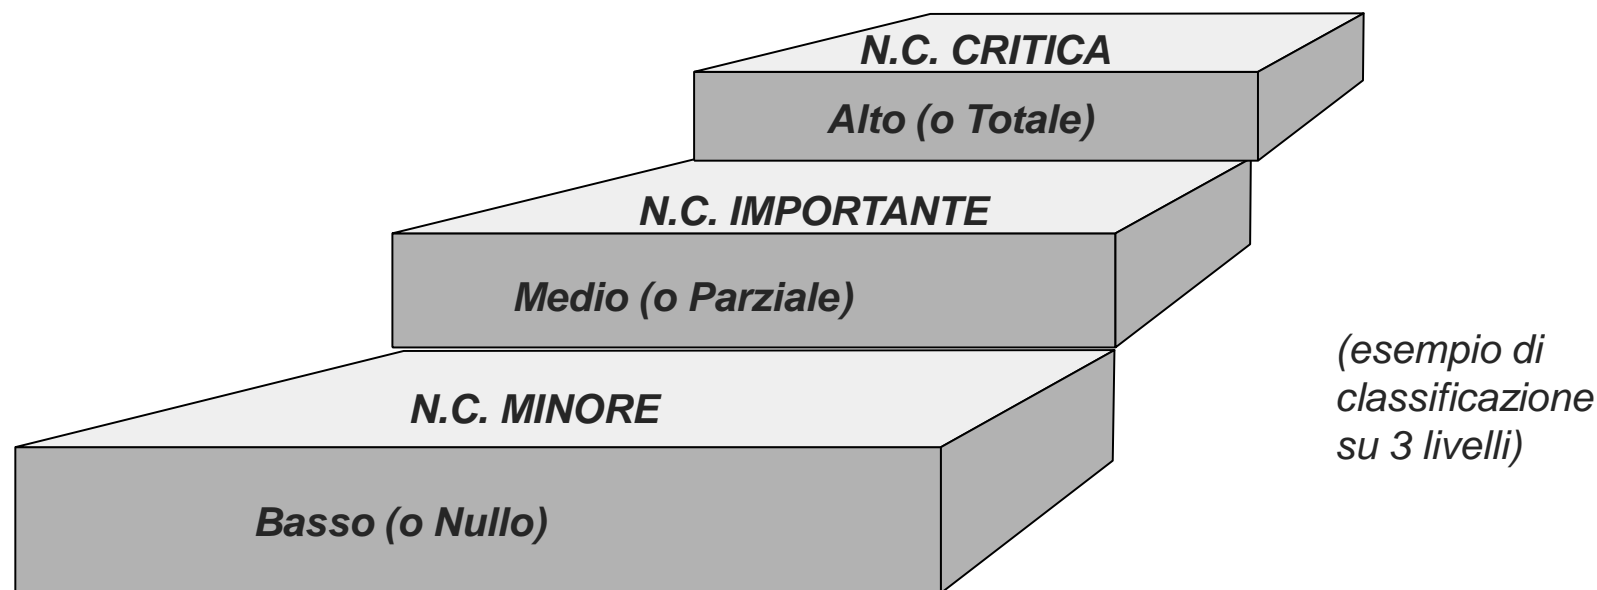 N.C. CRITICA
Alto (o Totale)
N.C. IMPORTANTE
Medio (o Parziale)
N.C. MINORE
Basso (o Nullo)
(esempio di
classificazione
su 3 livelli)